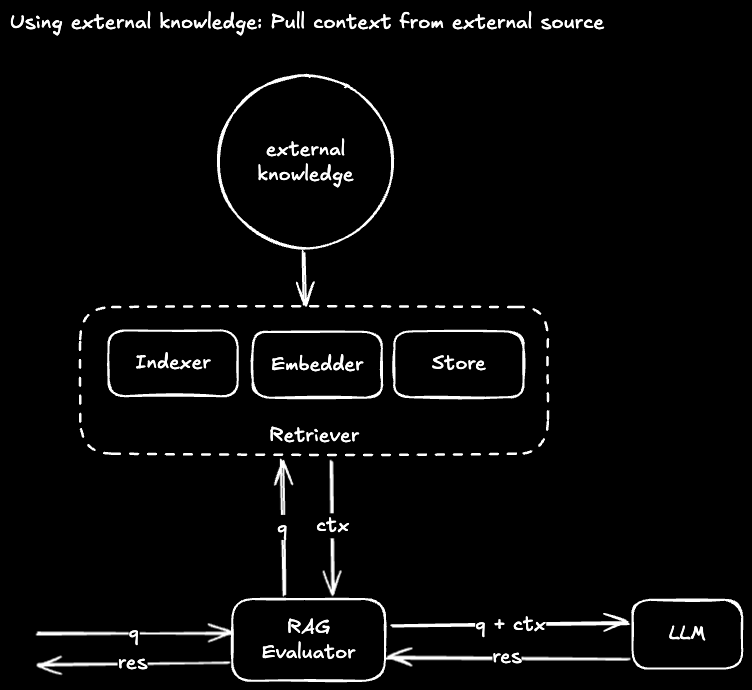 Using external knowledge: Pull context from external source
external
knowledge
Indexer
Embedder
Store
Retriever
q
ctx
RAG
Evaluator
q
res
q + ctx
res
LLM